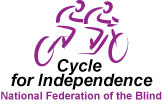 Cycle
for Independence
National Federation of the Blind